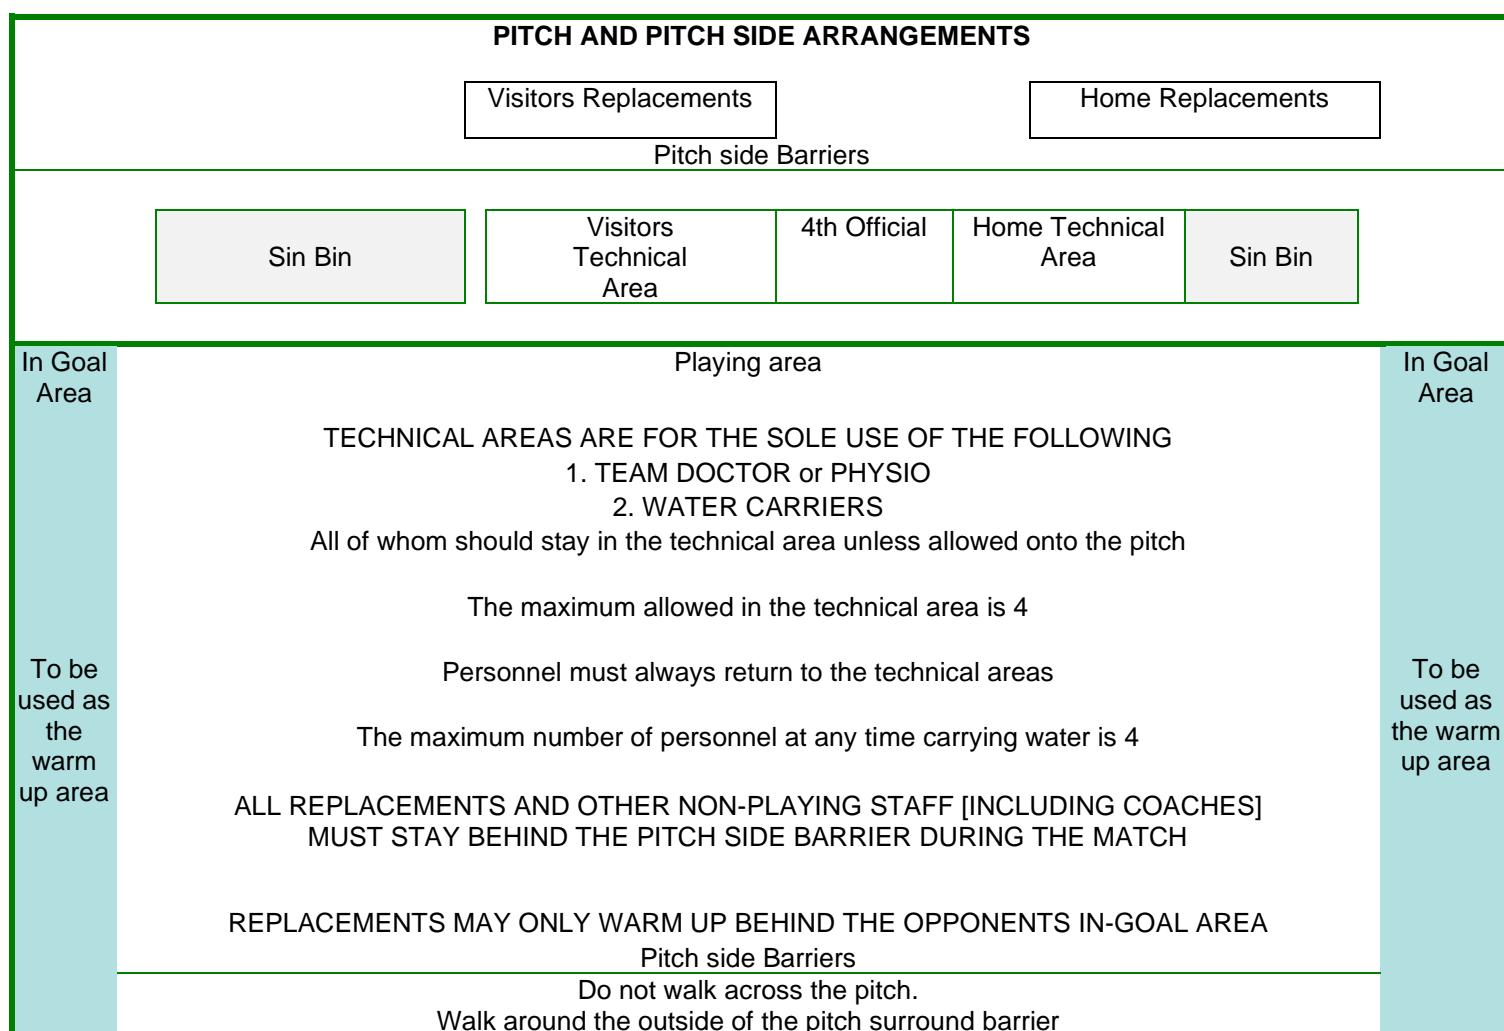 PITCH AND PITCH SIDE ARRANGEMENTS
Visitors Replacements
Home Replacements
Pitch side Barriers
Sin Bin
Visitors
Technical
Area
4th Official
Home Technical
Area
Sin Bin
In Goal
Area
Playing area
In Goal
Area
TECHNICAL AREAS ARE FOR THE SOLE USE OF THE FOLLOWING
1. TEAM DOCTOR or PHYSIO
2. WATER CARRIERS
All of whom should stay in the technical area unless allowed onto the pitch
The maximum allowed in the technical area is 4
To be
used as
the
warm
up area
Personnel must always return to the technical areas
The maximum number of personnel at any time carrying water is 4
To be
used as
the warm
up area
ALL REPLACEMENTS AND OTHER NON-PLAYING STAFF [INCLUDING COACHES]
MUST STAY BEHIND THE PITCH SIDE BARRIER DURING THE MATCH
REPLACEMENTS MAY ONLY WARM UP BEHIND THE OPPONENTS IN-GOAL AREA
Pitch side Barriers
Do not walk across the pitch.
Walk around the outside of the pitch surround barrier